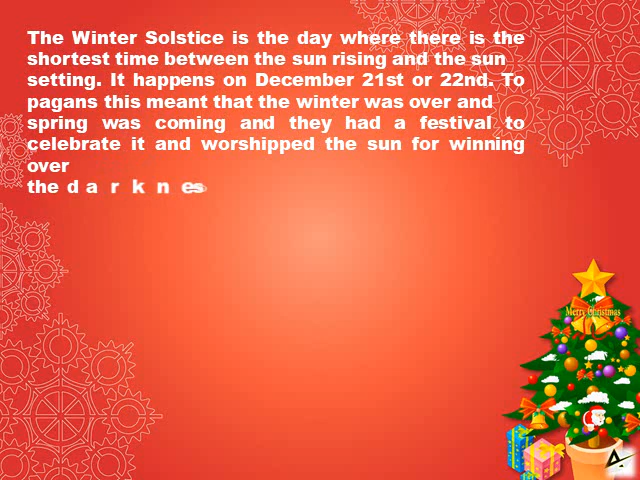 The Winter Solstice is the day where there is the
shortest time between the sun rising and the sun
setting. It happens on December 21st or 22nd. To
pagans this meant that the winter was over and
spring was coming and they had a festival to
celebrate it and worshipped the sun for winning
over
the d a r k n es
Merry Christmas